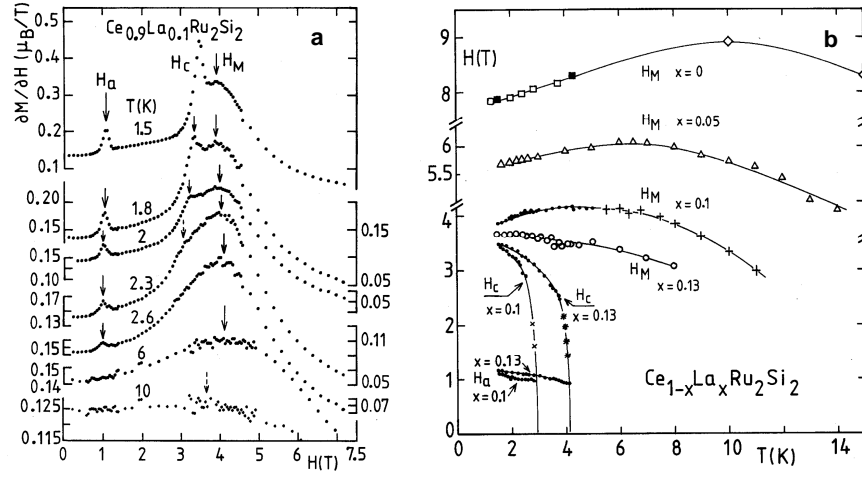 ∂M/∂H (μB/T)
Ce0.9La0.1Ru2Si2
a
0.5
0.4
0.3
0.2
0.1
0.20
0.15
0.10
0.17
0.13
0.15
0.15
0.14
0.125
0.115
Ha
Hc
HM
T(K)
1.5
1.8
2
2.3
2.6
6
10
0.15
0.05
0.05
0.11
0.05
0.07
0 1 2 3 4 5 6 7.5
H(T)
b
H(T)
9
8
6
5.5
4
3
2
1
0
HM x=0
HM x=0.05
HM x=0.1
HM x=0.13
Hc x=0.1
Hc x=0.13
x=0.13
Ha x=0.1
Ce1-xLaxRu2Si2
0 2 4 6 8 10 T(K) 14